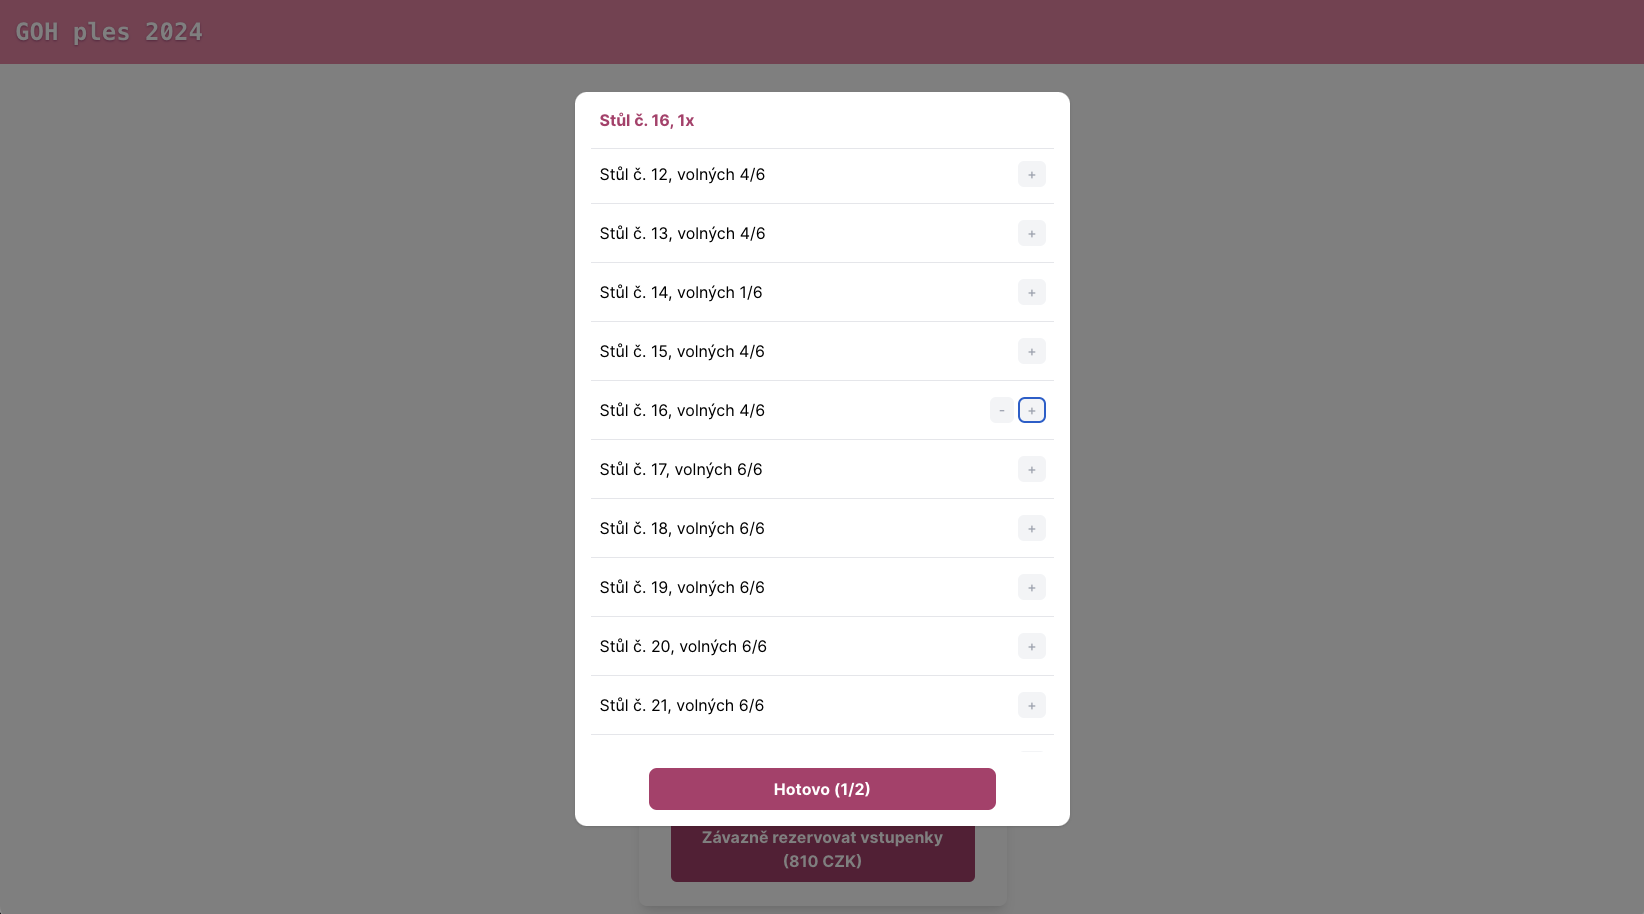 GOH ples 2024
Stůl č. 16, 1x
Stůl č. 12, volných 4/6 +
Stůl č. 13, volných 4/6 +
Stůl č. 14, volných 1/6 +
Stůl č. 15, volných 4/6 +
Stůl č. 16, volných 4/6 - +
Stůl č. 17, volných 6/6 +
Stůl č. 18, volných 6/6 +
Stůl č. 19, volných 6/6 +
Stůl č. 20, volných 6/6 +
Stůl č. 21, volných 6/6 +
Hotovo (1/2)
Závazně rezervovat vstupenky
(810 CZK)